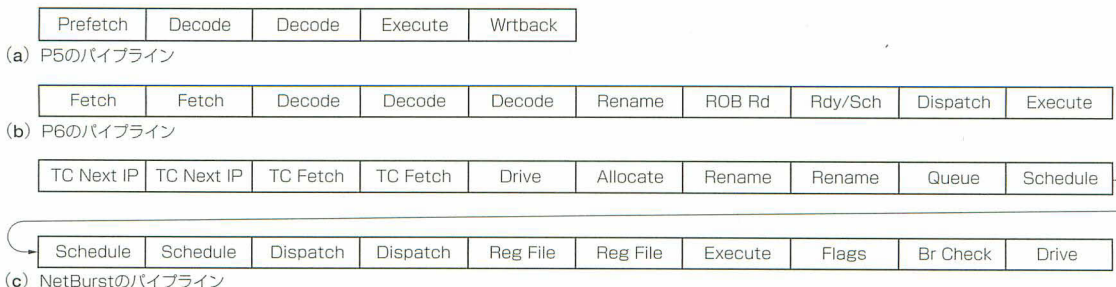 Prefetch Decode Decode Execute Wrtback
(a) P5のパイプライン
Fetch Fetch Decode Decode Decode Rename ROB Rd Rdy/Sch Dispatch Execute
(b) P6のパイプライン
TC Next IP TC Next IP TC Fetch TC Fetch Drive Allocate Rename Rename Queue Schedule
Schedule Schedule Dispatch Dispatch Reg File Reg File Execute Flags Br Check Drive
(c) NetBurstのパイプライン